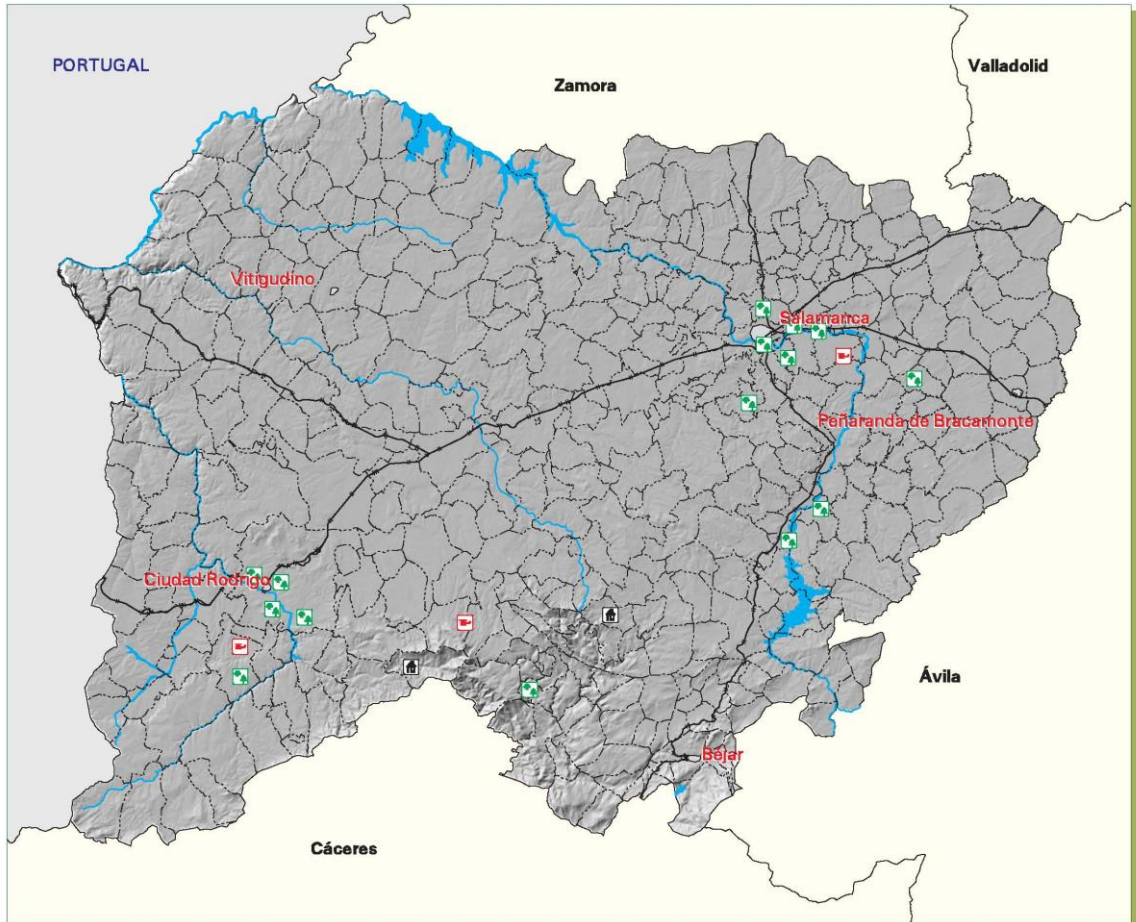 PORTUGAL
Valladolid
Zamora
Vitigudino
Salamanca
Peñaranda de Bracamonte
Ciudad Rodrigo
Ávila
Béjar
Cáceres